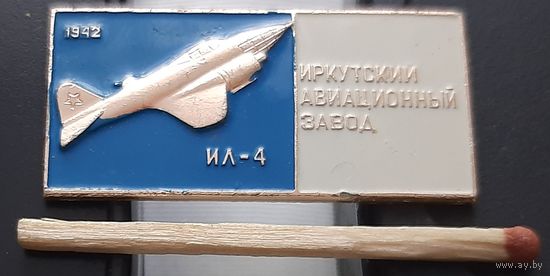 1942
ИЛ-4
ИРКУТСКИЙ
АВИАЦИОННЫЙ
ЗАВОД
www.ay.by